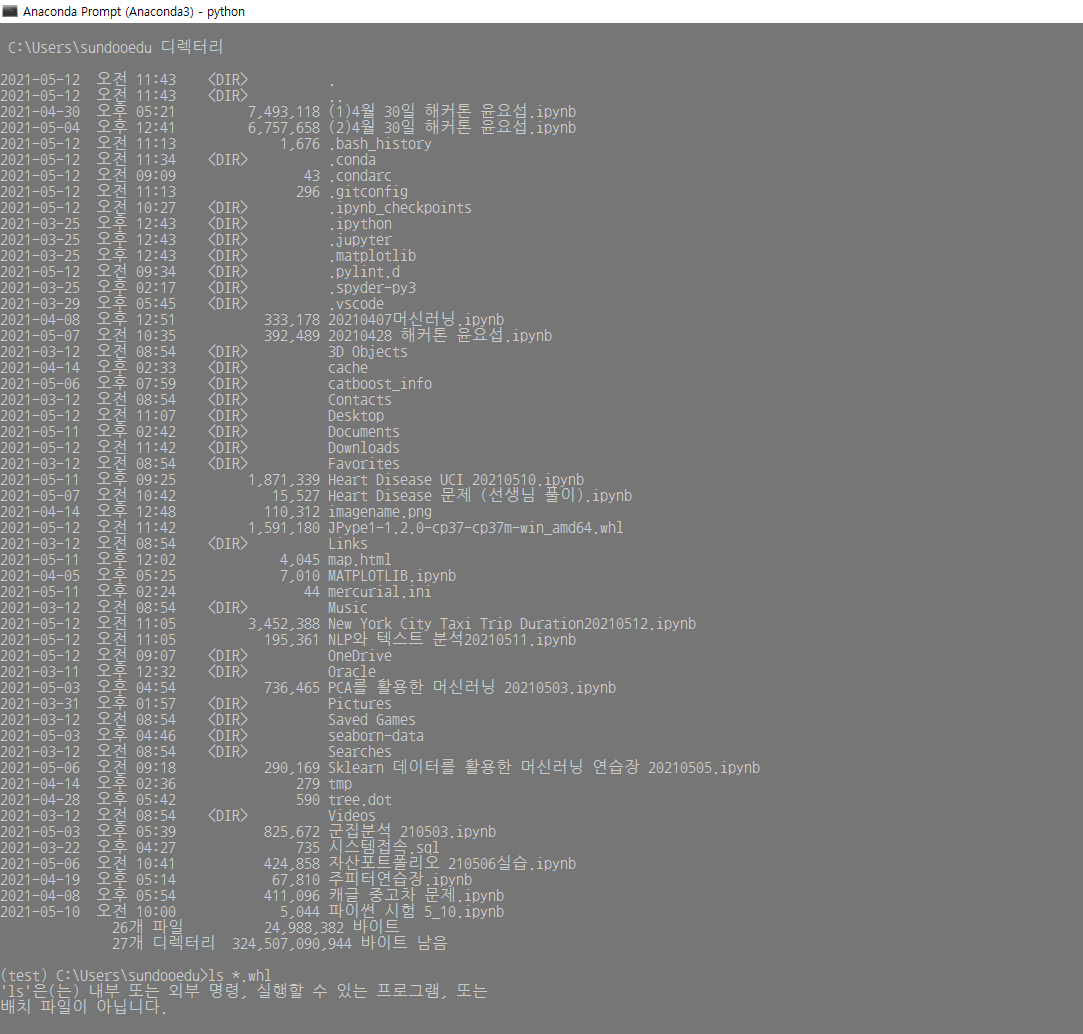 Anaconda Prompt (Anaconda3) - python
C:\Users\sundooedu 디렉터리
2021-05-12 오전 11:43 <DIR> .
2021-05-12 오전 11:43 <DIR> ..
2021-04-30 오후 05:21 7,493,118 (1)4월 30일 해커톤 윤요섭.ipynb
2021-05-04 오후 12:41 6,757,658 (2)4월 30일 해커톤 윤요섭.ipynb
2021-05-12 오전 11:13 1,676 .bash_history
2021-05-12 오전 11:34 <DIR> .conda
2021-05-12 오전 09:09 43 .condarc
2021-05-12 오전 11:13 296 .gitconfig
2021-05-12 오전 10:27 <DIR> .ipynb_checkpoints
2021-03-25 오후 12:43 <DIR> .ipython
2021-03-25 오후 12:43 <DIR> .jupyter
2021-03-25 오후 12:43 <DIR> .matplotlib
2021-05-12 오전 09:34 <DIR> .pylint.d
2021-03-25 오후 02:17 <DIR> .spyder-py3
2021-03-29 오후 05:45 <DIR> .vscode
2021-04-08 오후 12:51 333,178 20210407머신러닝.ipynb
2021-05-07 오전 10:35 392,489 20210428 해커톤 윤요섭.ipynb
2021-03-12 오전 08:54 <DIR> 3D Objects
2021-04-14 오후 02:33 <DIR> cache
2021-05-06 오후 07:59 <DIR> catboost_info
2021-03-12 오전 08:54 <DIR> Contacts
2021-05-12 오전 11:07 <DIR> Desktop
2021-05-11 오후 02:42 <DIR> Documents
2021-05-12 오전 11:42 <DIR> Downloads
2021-03-12 오전 08:54 <DIR> Favorites
2021-05-11 오전 09:25 1,871,339 Heart Disease UCI 20210510.ipynb
2021-05-07 오전 10:42 15,527 Heart Disease 문제 (선생님 풀이).ipynb
2021-04-14 오후 12:48 110,312 imagename.png
2021-05-12 오전 11:42 1,591,180 JPype1-1.2.0-cp37-cp37m-win_amd64.whl
2021-03-12 오전 08:54 <DIR> Links
2021-05-11 오후 12:02 4,045 map.html
2021-04-05 오후 05:25 7,010 MATPLOTLIB.ipynb
2021-05-11 오후 02:24 44 mercurial.ini
2021-03-12 오전 08:54 <DIR> Music
2021-05-12 오전 11:05 3,452,388 New York City Taxi Trip Duration20210512.ipynb
2021-05-12 오전 11:05 195,361 NLP와 텍스트 분석20210511.ipynb
2021-05-12 오전 09:07 <DIR> OneDrive
2021-03-11 오후 12:32 <DIR> Oracle
2021-05-03 오후 04:54 736,465 PCA를 활용한 머신러닝 20210503.ipynb
2021-03-31 오후 01:57 <DIR> Pictures
2021-03-12 오전 08:54 <DIR> Saved Games
2021-05-03 오후 04:46 <DIR> seaborn-data
2021-03-12 오전 08:54 <DIR> Searches
2021-05-06 오전 09:18 290,169 Sklearn 데이터를 활용한 머신러닝 연습장 20210505.ipynb
2021-04-14 오후 02:36 279 tmp
2021-04-28 오후 05:42 590 tree.dot
2021-03-12 오전 08:54 <DIR> Videos
2021-05-03 오후 05:39 825,672 군집분석 210503.ipynb
2021-03-22 오후 04:27 735 시스템접속.sql
2021-05-06 오전 10:41 424,858 자산포트폴리오 210506실습.ipynb
2021-04-19 오후 05:14 67,810 주피터연습장.ipynb
2021-04-08 오후 05:54 411,096 캐글 중고차 문제.ipynb
2021-05-10 오전 10:00 5,044 파이썬 시험 5_10.ipynb
26개 파일 24,988,382 바이트
27개 디렉터리 324,507,090,944 바이트 남음
(test) C:\Users\sundooedu>ls *.whl
'ls'은(는) 내부 또는 외부 명령, 실행할 수 있는 프로그램, 또는
배치 파일이 아닙니다.